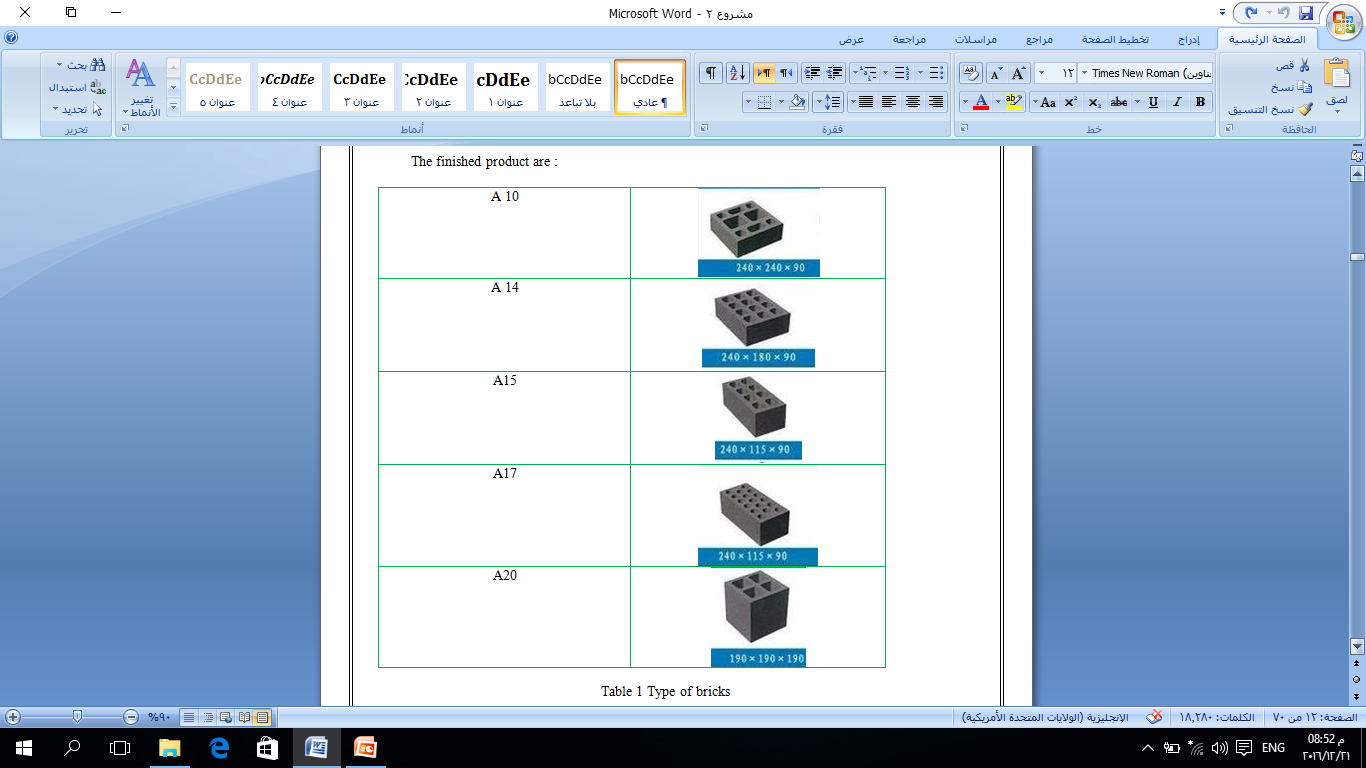 مشروع ٢ - Microsoft Word
الصفحة الرئيسية
إدراج
تخطيط الصفحة
مراجع
مراسلات
مراجعة
عرض
لصق
قص
نسخ
نسخ التنسيق
الحافظة
Times New Roman (عناوين
١٢
خط
فقرة
bCcDdEe
¶ عادي
bCcDdEe
بلا تباعد
cDdEe
عنوان ١
CcDdEe
عنوان ٢
CcDdEe
عنوان ٣
bCcDdEe
عنوان ٤
CcDdEe
عنوان ٥
تغيير
الأنماط
أنماط
بحث
استبدال
تحديد
تحرير
The finished product are :
A 10
240 × 240 × 90
A 14
240 × 180 × 90
A15
240 × 115 × 90
A17
240 × 115 × 90
A20
190 × 190 × 190
Table 1 Type of bricks
الصفحة: ١٢ من ٧٠
الكلمات: ١٨,٢٨٠
الإنجليزية (الولايات المتحدة الأمريكية)
٩٠%
ENG
08:52 م
٢٠١٦/١٢/٢١